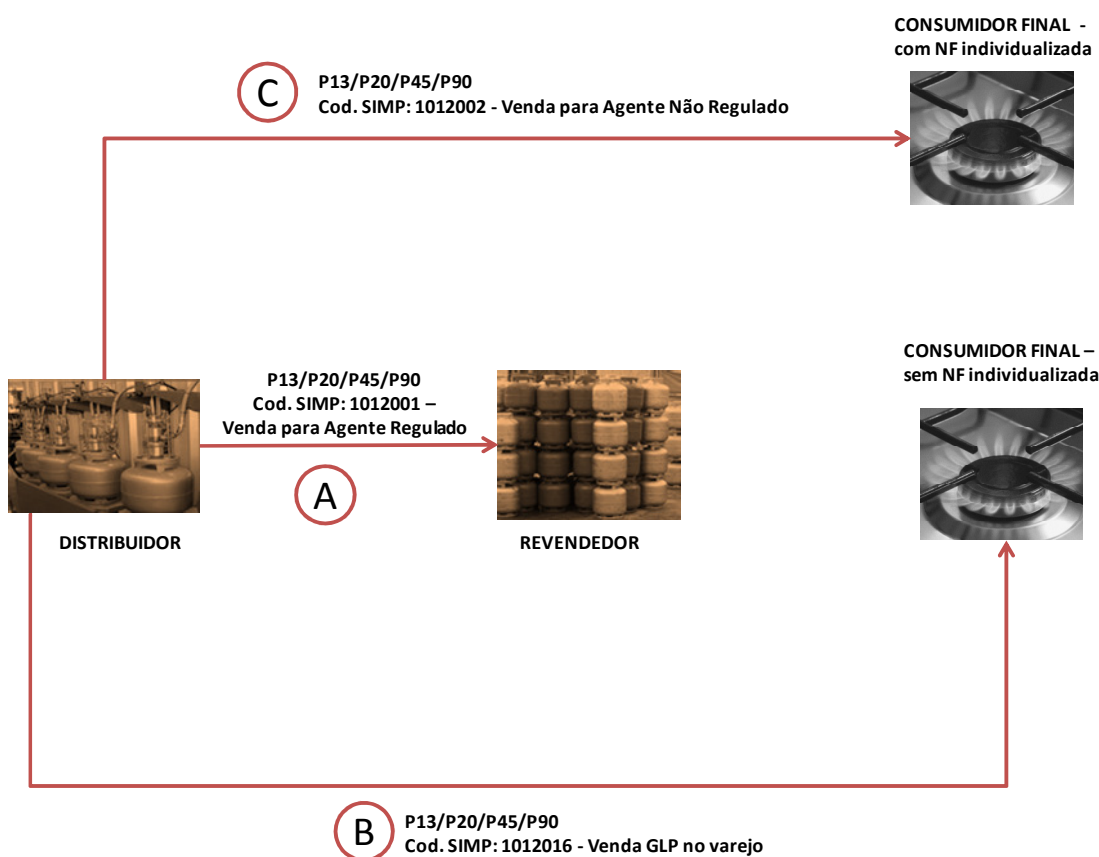 CONSUMIDOR FINAL -
com NF individualizada
C
P13/P20/P45/P90
Cod. SIMP: 1012002 - Venda para Agente Não Regulado
CONSUMIDOR FINAL –
sem NF individualizada
P13/P20/P45/P90
Cod. SIMP: 1012001 –
Venda para Agente Regulado
A
DISTRIBUIDOR
REVENDEDOR
B
P13/P20/P45/P90
Cod. SIMP: 1012016 - Venda GLP no varejo